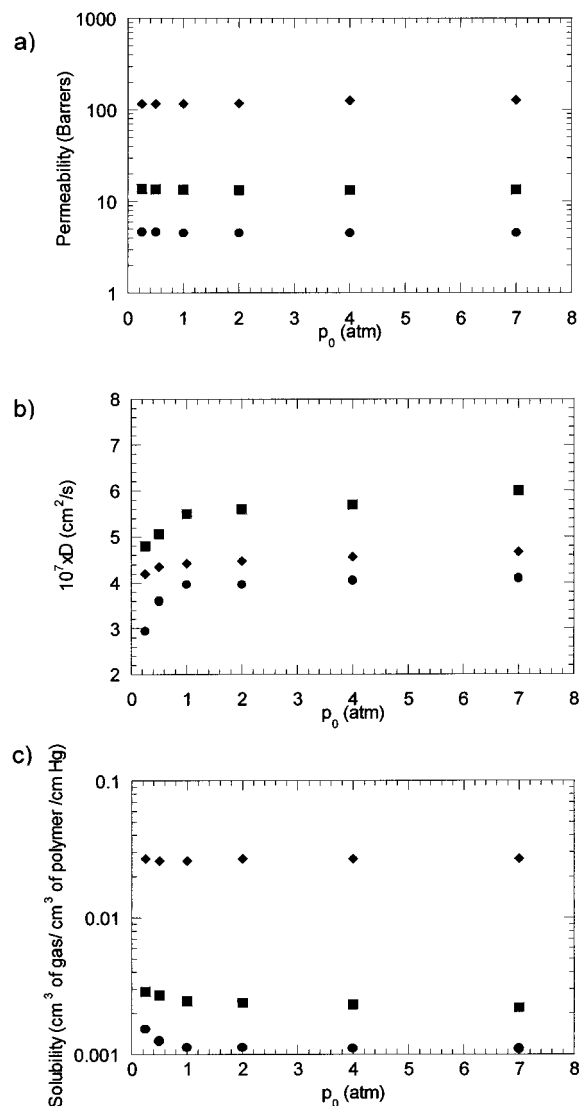 a)
Permeability (Barrers)
1000
100
10
1
0 1 2 3 4 5 6 7 8
p0 (atm)
b)
10^7xD (cm^2/s)
8
7
6
5
4
3
2
0 1 2 3 4 5 6 7 8
p0 (atm)
c)
Solubility (cm^3 of gas/ cm^3 of polymer /cm Hg)
0.1
0.01
0.001
0 1 2 3 4 5 6 7 8
p0 (atm)